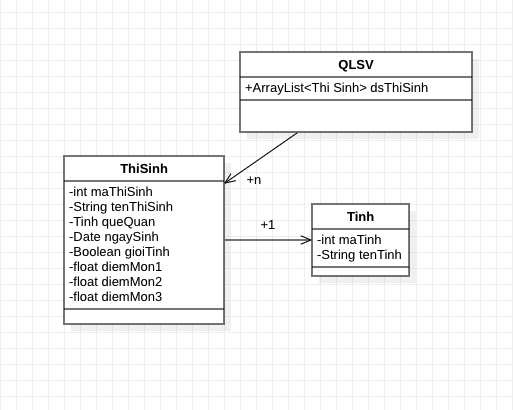 QLSV
+ArrayList<Thi Sinh> dsThiSinh
+n
ThiSinh
-int maThiSinh
-String tenThiSinh
-Tinh queQuan
-Date ngaySinh
-Boolean gioiTinh
-float diemMon1
-float diemMon2
-float diemMon3
+1
Tinh
-int maTinh
-String tenTinh